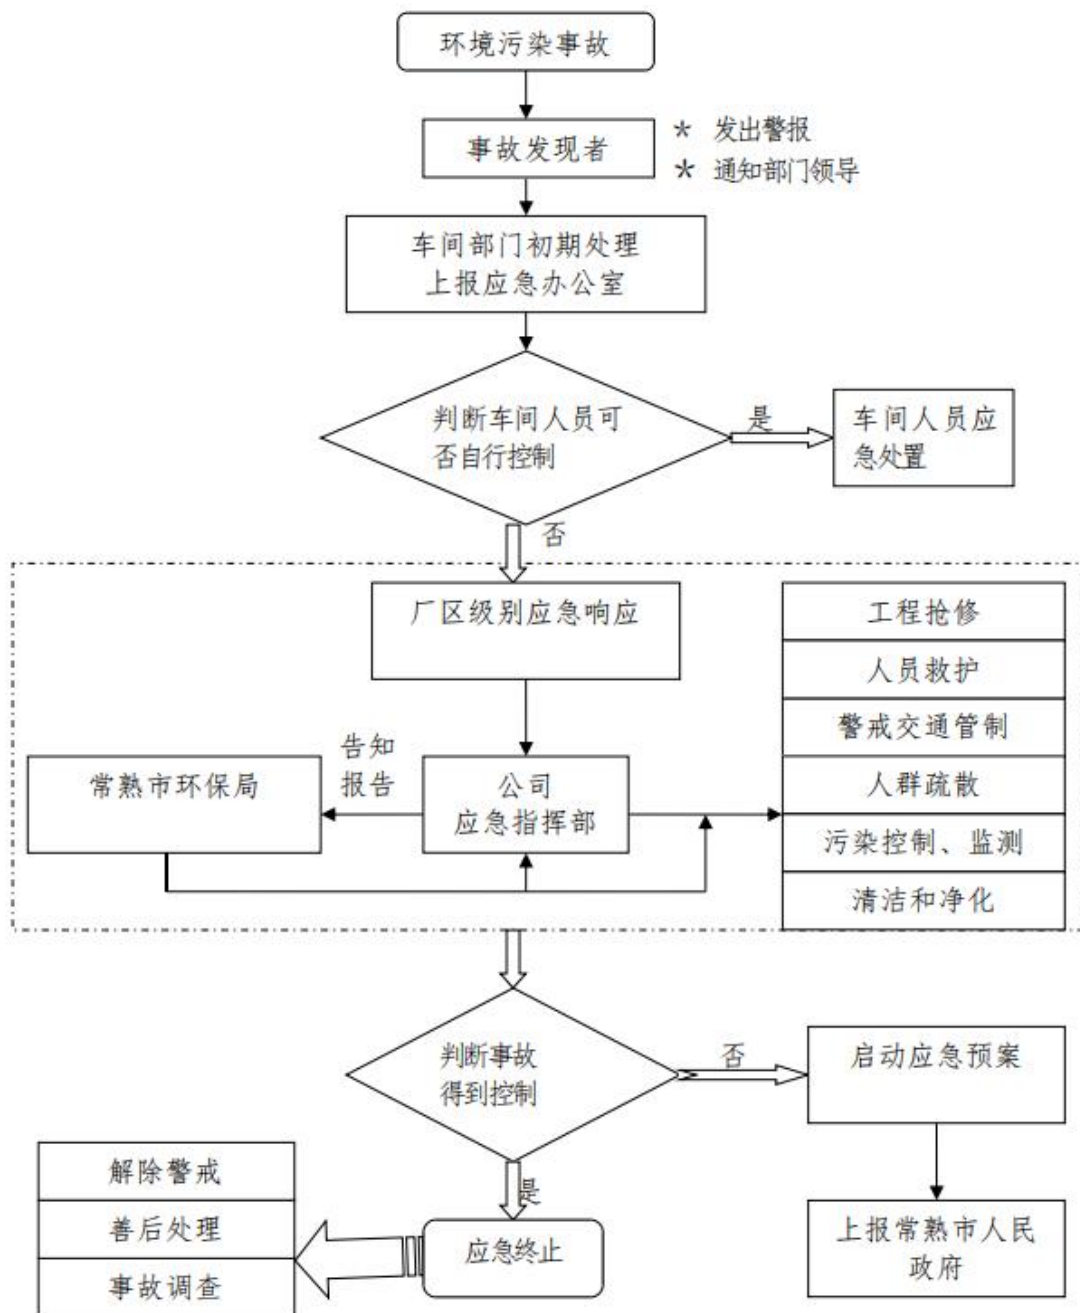 环境污染事故
事故发现者
* 发出警报
* 通知部门领导
车间部门初期处理
上报应急办公室
判断车间人员可
否自行控制
是
车间人员应
急处置
否
厂区级别应急响应
工程抢修
人员救护
警戒交通管制
人群疏散
污染控制、监测
清洁和净化
常熟市环保局
告知
报告
公司
应急指挥部
判断事故
得到控制
否
启动应急预案
上报常熟市人民
政府
是
应急终止
解除警戒
善后处理
事故调查